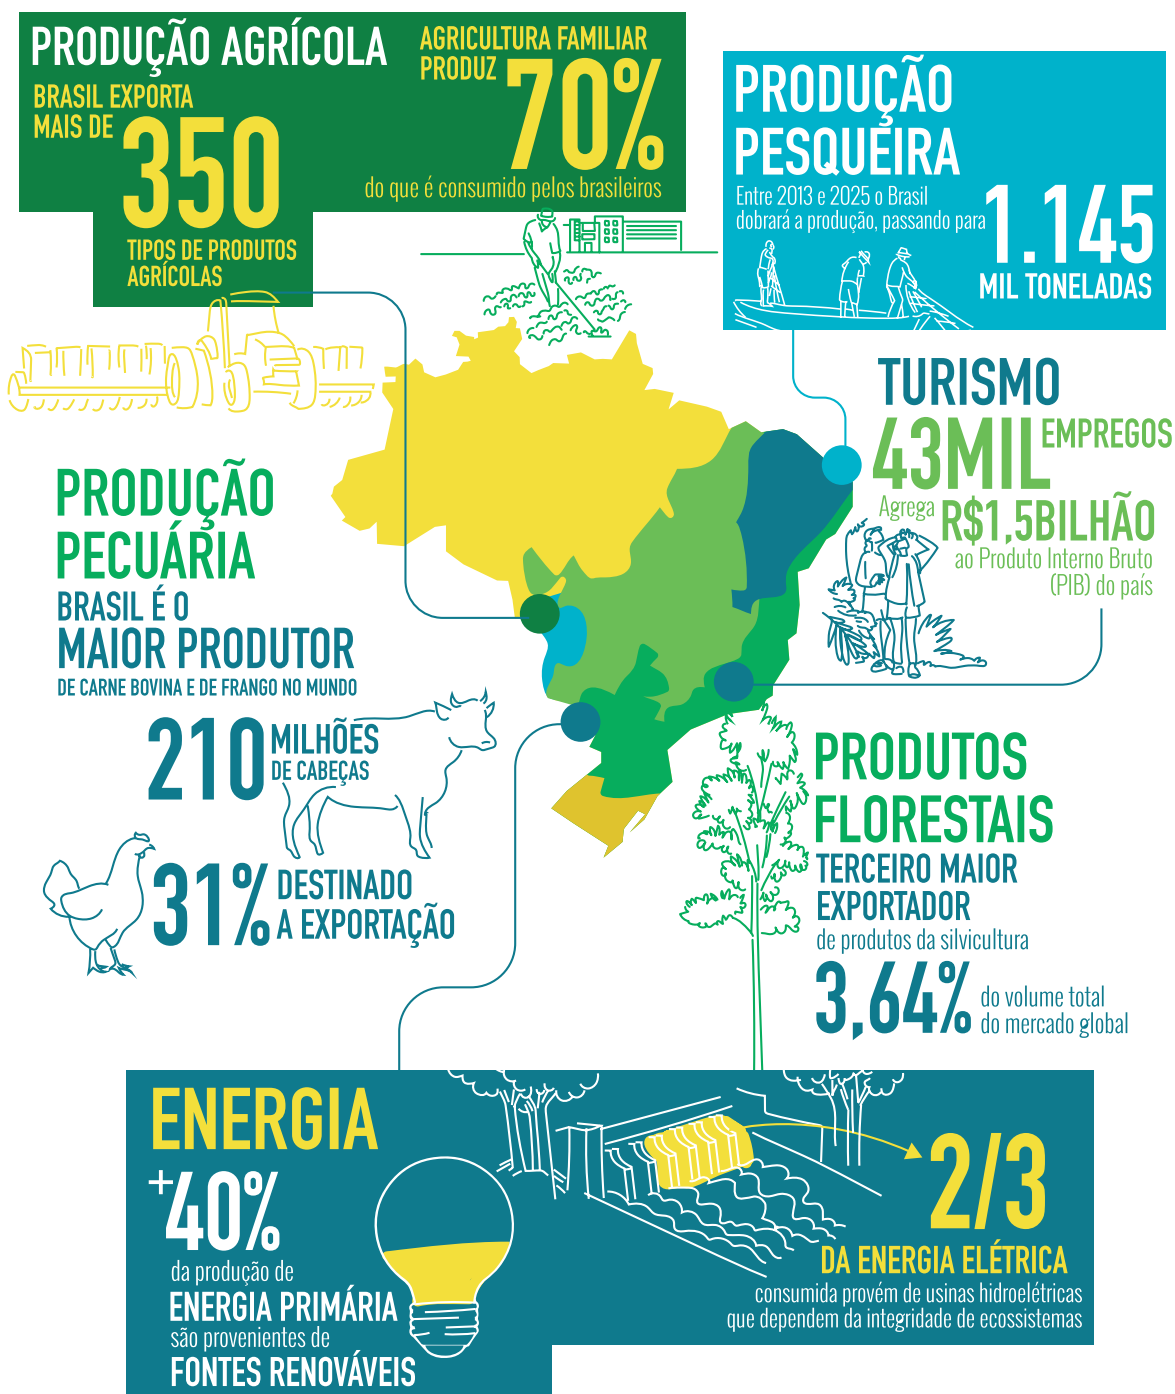 PRODUÇÃO AGRÍCOLA
BRASIL EXPORTA
MAIS DE
350
TIPOS DE PRODUTOS
AGRÍCOLAS
AGRICULTURA FAMILIAR
PRODUZ
70%
do que é consumido pelos brasileiros
PRODUÇÃO
PESQUEIRA
Entre 2013 e 2025 o Brasil
dobrará a produção, passando para
1.145
MIL TONELADAS
TURISMO
43MIL EMPREGOS
Agrega R$1,5BILHÃO
ao Produto Interno Bruto
(PIB) do país
PRODUÇÃO
PECUÁRIA
BRASIL É O
MAIOR PRODUTOR
DE CARNE BOVINA E DE FRANGO NO MUNDO
210 MILHÕES
DE CABEÇAS
31% DESTINADO
A EXPORTAÇÃO
PRODUTOS
FLORESTAIS
TERCEIRO MAIOR
EXPORTADOR
de produtos da silvicultura
3,64% do volume total
do mercado global
ENERGIA
+40%
da produção de
ENERGIA PRIMÁRIA
são provenientes de
FONTES RENOVÁVEIS
2/3
DA ENERGIA ELÉTRICA
consumida provém de usinas hidroelétricas
que dependem da integridade de ecossistemas